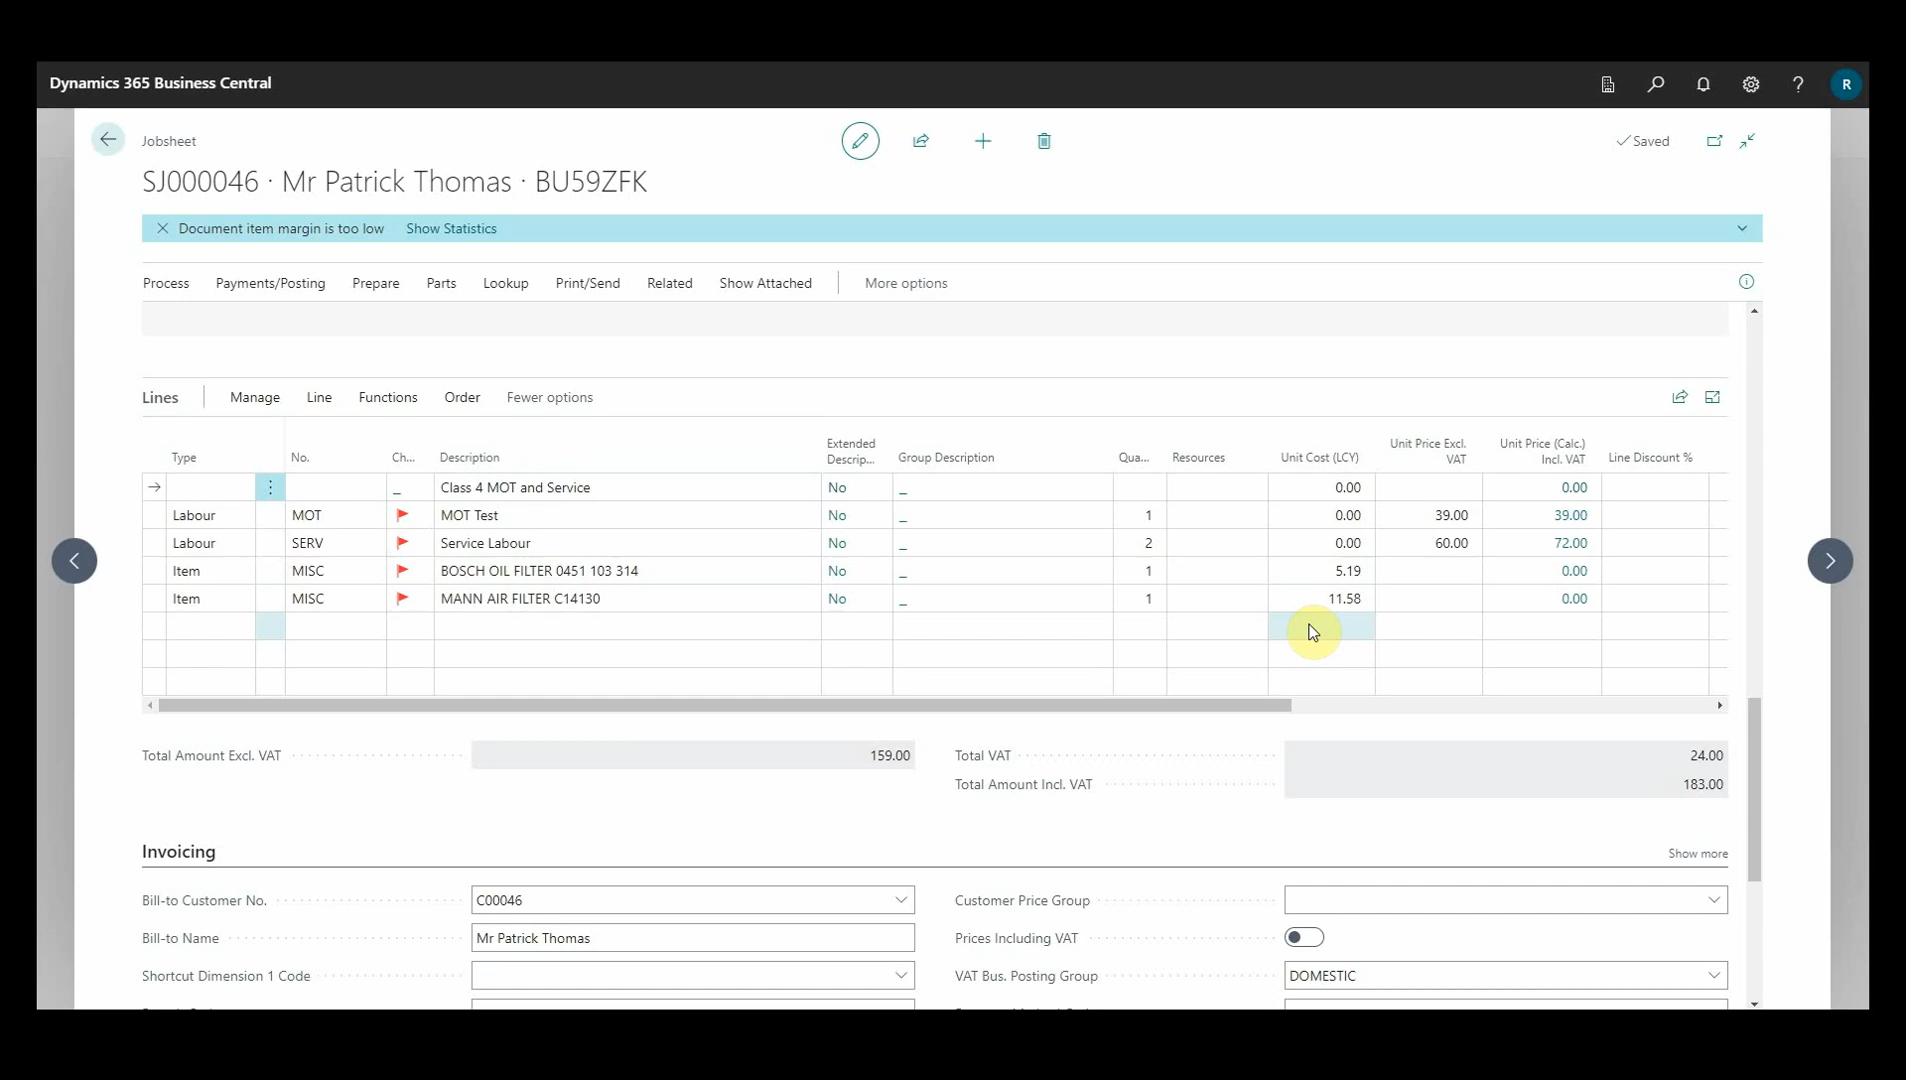 Dynamics 365 Business Central
R
Jobsheet
Saved
SJ000046 · Mr Patrick Thomas · BU59ZFK
Document item margin is too low Show Statistics
Process Payments/Posting Prepare Parts Lookup Print/Send Related Show Attached More options
Lines Manage Line Functions Order Fewer options
Type No. Ch... Description Extended Descrip... Group Description Qua... Resources Unit Cost (LCY) Unit Price Excl. VAT Unit Price (Calc.) Incl. VAT Line Discount %
_ Class 4 MOT and Service No _ 0.00 0.00
Labour MOT MOT Test No _ 1 0.00 39.00 39.00
Labour SERV Service Labour No _ 2 0.00 60.00 72.00
Item MISC BOSCH OIL FILTER 0451 103 314 No _ 1 5.19 0.00
Item MISC MANN AIR FILTER C14130 No _ 1 11.58 0.00
Total Amount Excl. VAT 159.00 Total VAT 24.00
Total Amount Incl. VAT 183.00
Invoicing Show more
Bill-to Customer No. C00046 Customer Price Group
Bill-to Name Mr Patrick Thomas Prices Including VAT
Shortcut Dimension 1 Code VAT Bus. Posting Group DOMESTIC